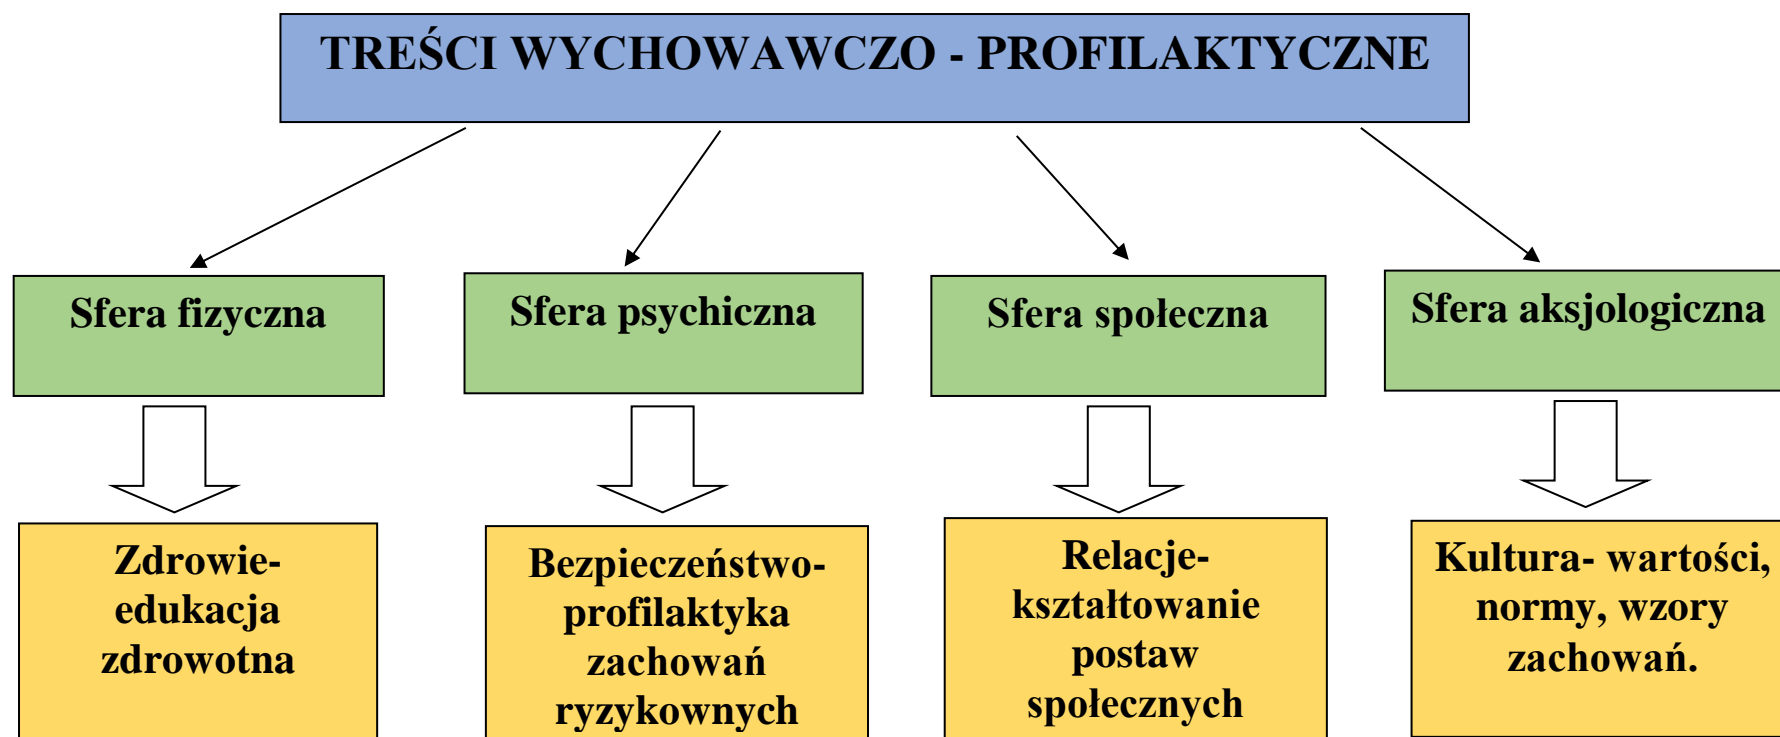 TREŚCI WYCHOWAWCZO - PROFILAKTYCZNE
Sfera fizyczna
Sfera psychiczna
Sfera społeczna
Sfera aksjologiczna
Zdrowie-
edukacja
zdrowotna
Bezpieczeństwo-
profilaktyka
zachowań
ryzykownych
Relacje-
kształtowanie
postaw
społecznych
Kultura- wartości,
normy, wzory
zachowań.